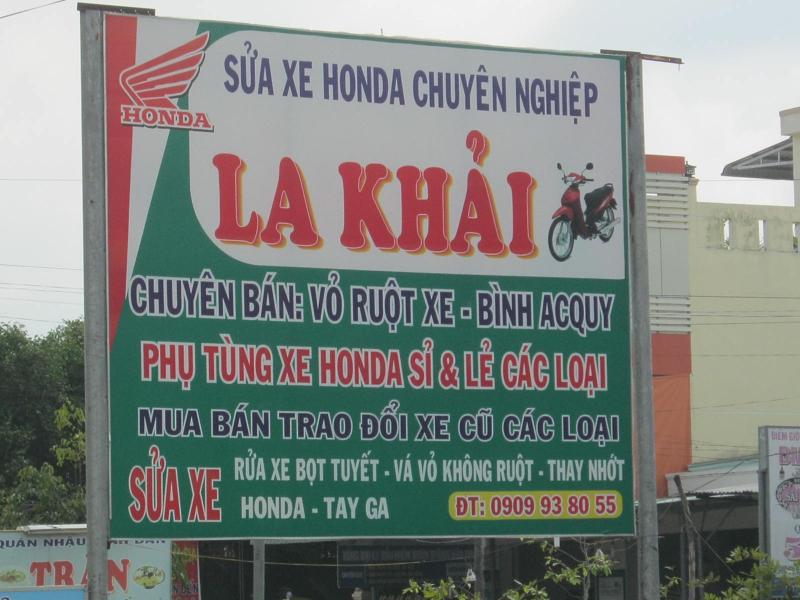 HONDA
SỬA XE HONDA CHUYÊN NGHIỆP
LA KHẢI
CHUYÊN BÁN: VỎ RUỘT XE - BÌNH ACQUY
PHỤ TÙNG XE HONDA SỈ & LẺ CÁC LOẠI
MUA BÁN TRAO ĐỔI XE CŨ CÁC LOẠI
SỬA XE
RỬA XE BỌT TUYẾT - VÁ VỎ KHÔNG RUỘT - THAY NHỚT
HONDA - TAY GA
ĐT: 0909 93 80 55
QUÁN NHẬU
TRẦN